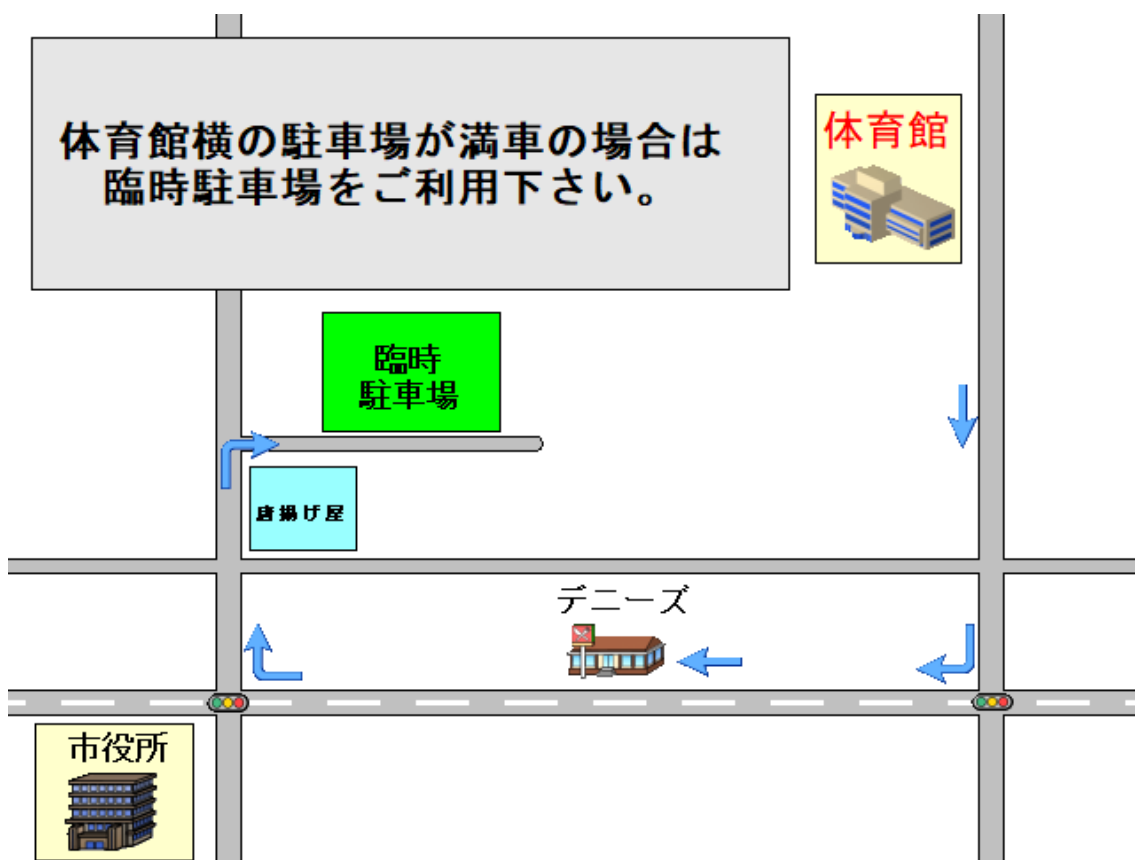 体育館横の駐車場が満車の場合は
臨時駐車場をご利用下さい。
体育館
臨時
駐車場
唐揚げ屋
デニーズ
市役所